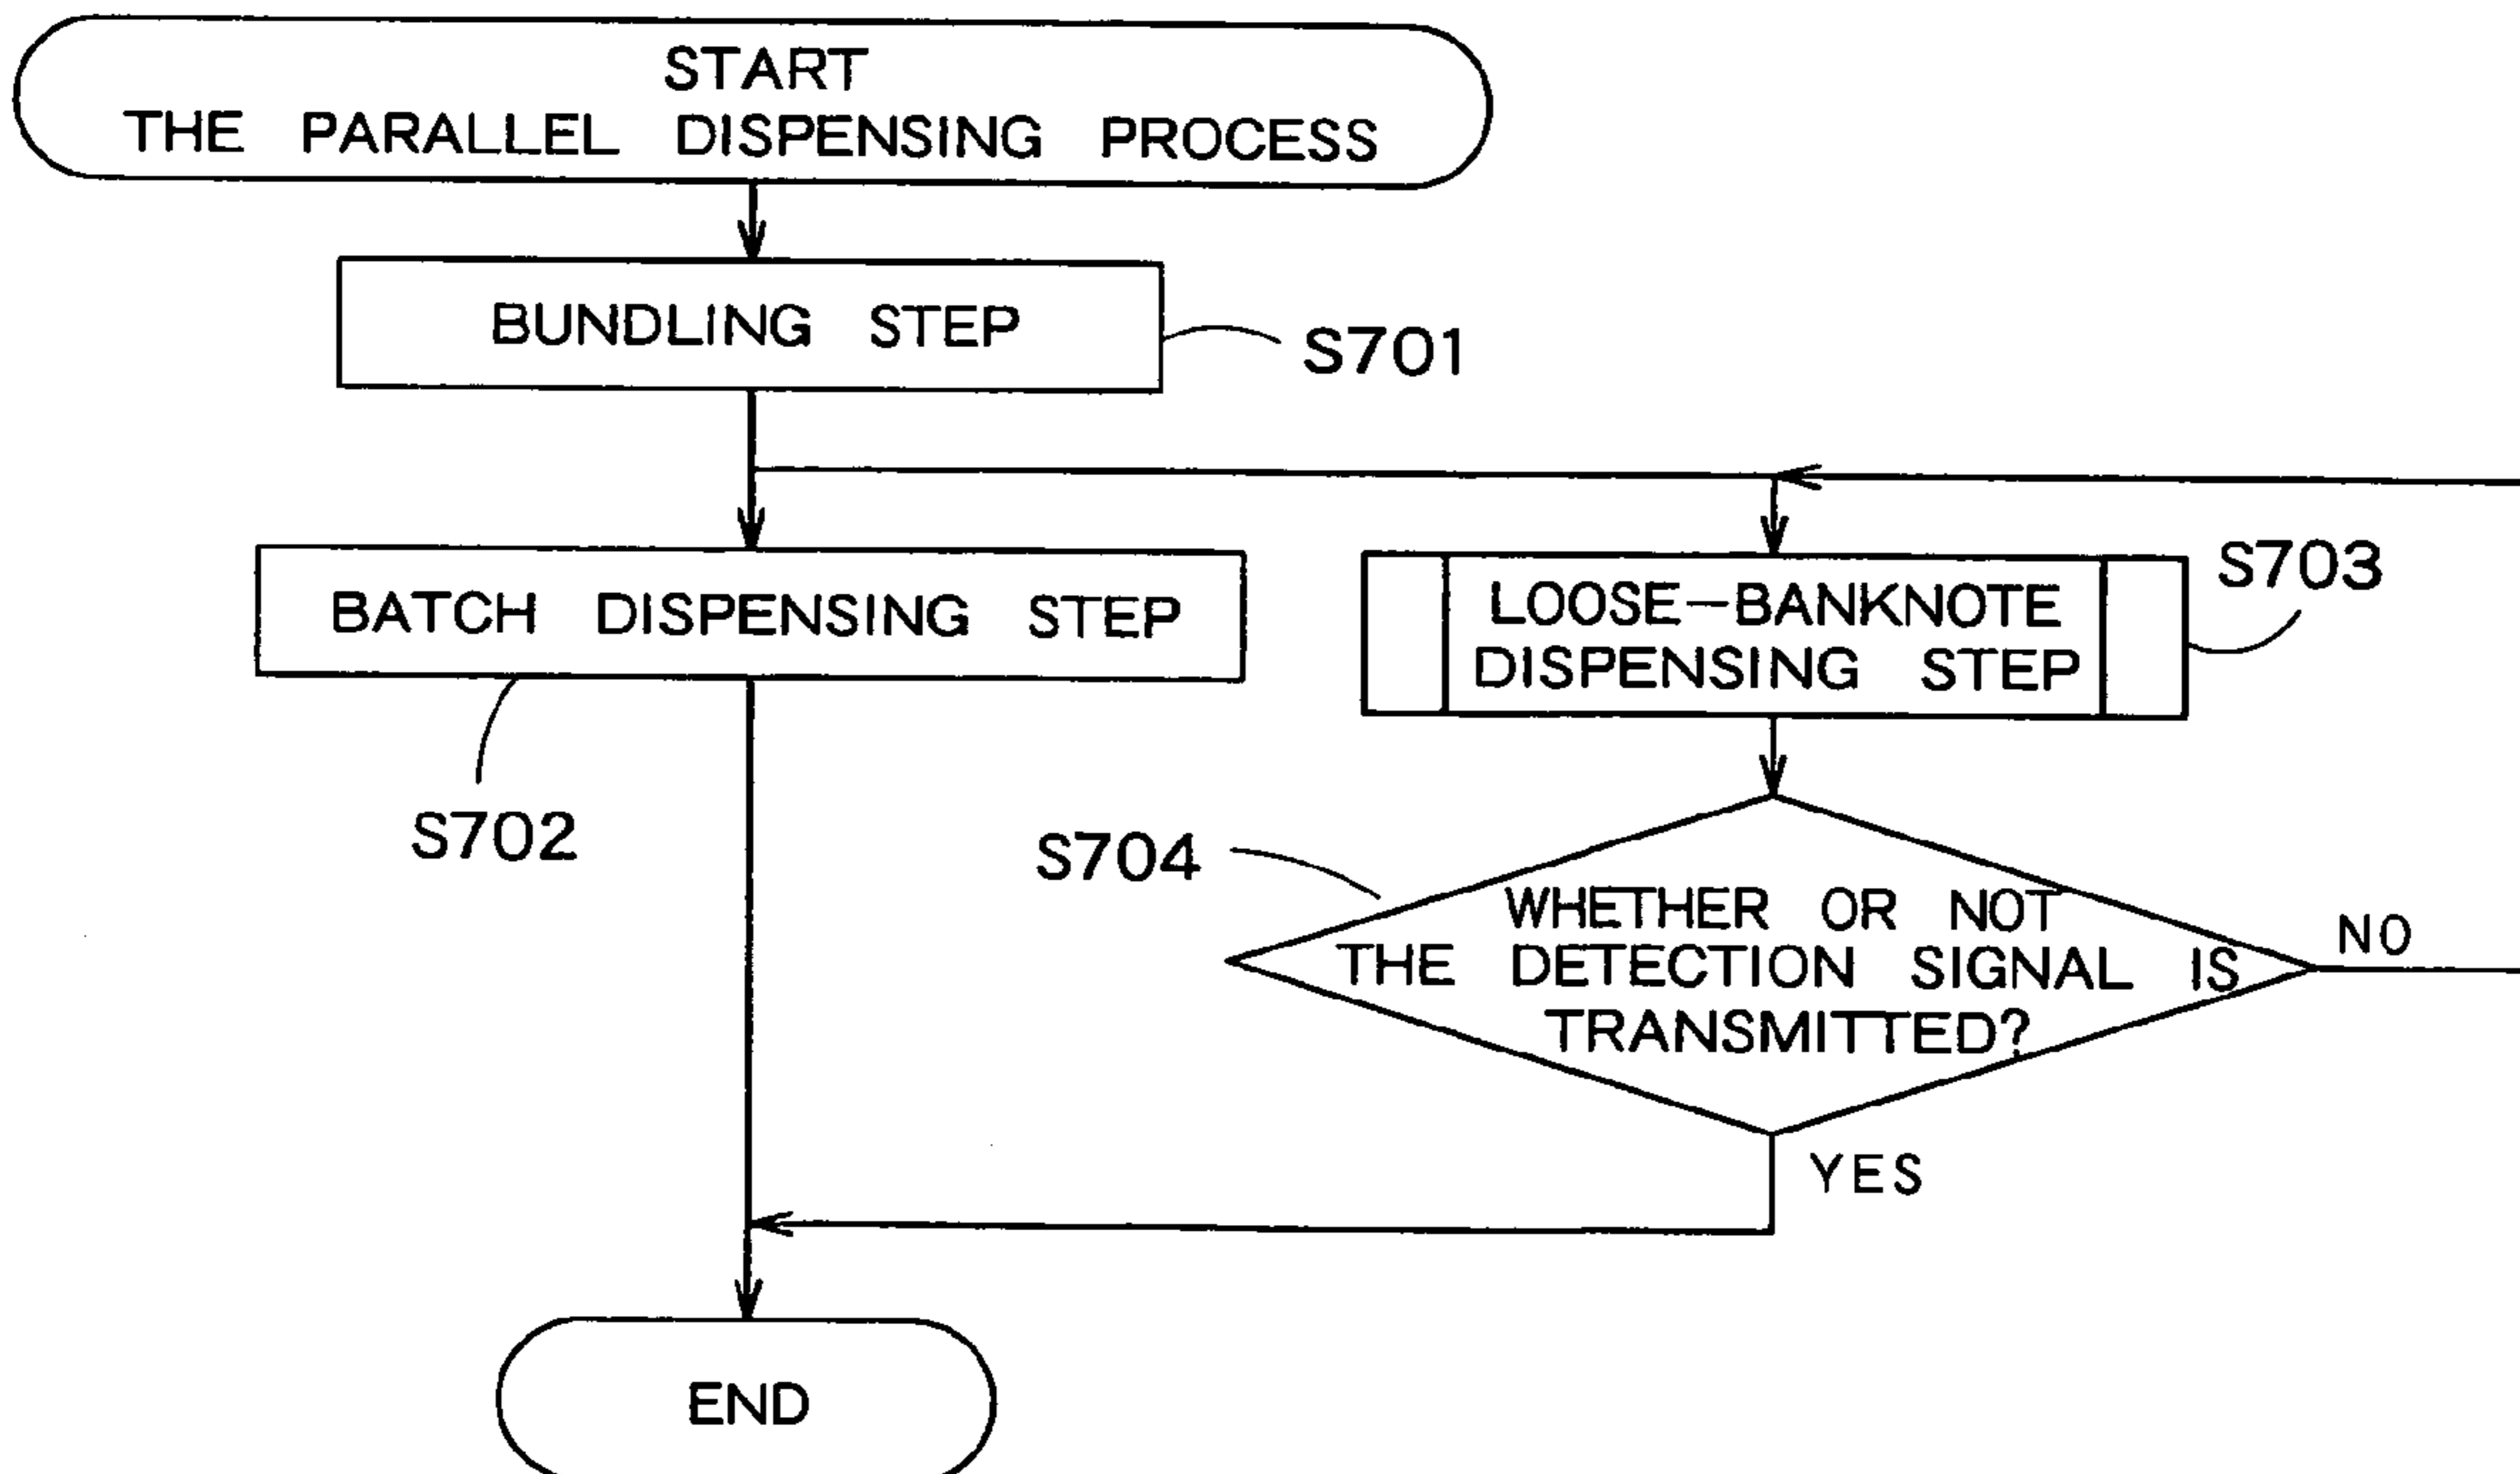 START
THE PARALLEL DISPENSING PROCESS
BUNDLING STEP
S701
BATCH DISPENSING STEP
S702
LOOSE-BANKNOTE
DISPENSING STEP
S703
S704
WHETHER OR NOT
THE DETECTION SIGNAL IS
TRANSMITTED?
NO
YES
END